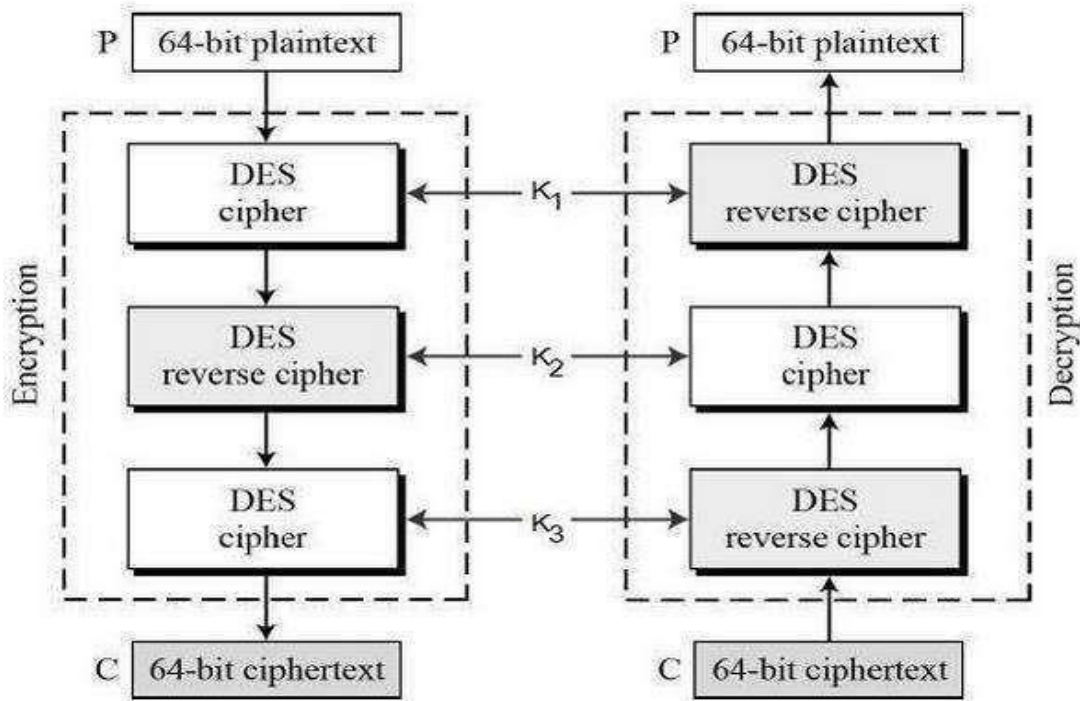 P 64-bit plaintext
P 64-bit plaintext
Encryption
DES
cipher
K1
DES
reverse cipher
Decryption
DES
reverse cipher
K2
DES
cipher
DES
cipher
K3
DES
reverse cipher
C 64-bit ciphertext
C 64-bit ciphertext